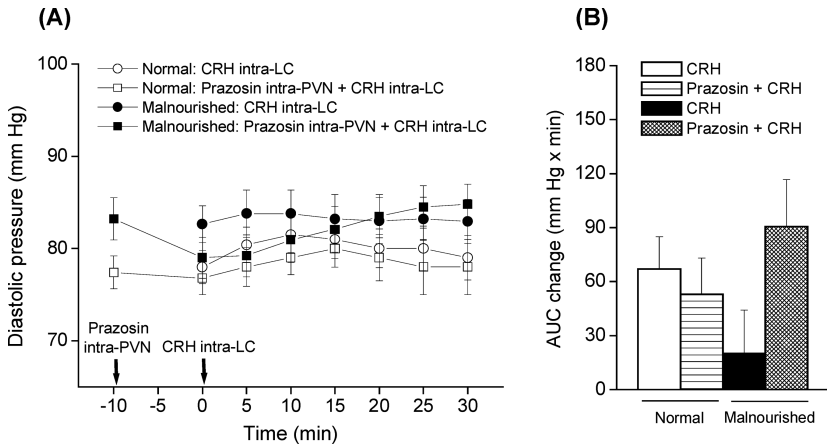 (A)
Diastolic pressure (mm Hg)
100
90
80
70
Normal: CRH intra-LC
Normal: Prazosin intra-PVN + CRH intra-LC
Malnourished: CRH intra-LC
Malnourished: Prazosin intra-PVN + CRH intra-LC
Prazosin
intra-PVN
CRH intra-LC
-10 -5 0 5 10 15 20 25 30
Time (min)
(B)
AUC change (mm Hg x min)
180
150
120
90
60
30
0
CRH
Prazosin + CRH
CRH
Prazosin + CRH
Normal
Malnourished